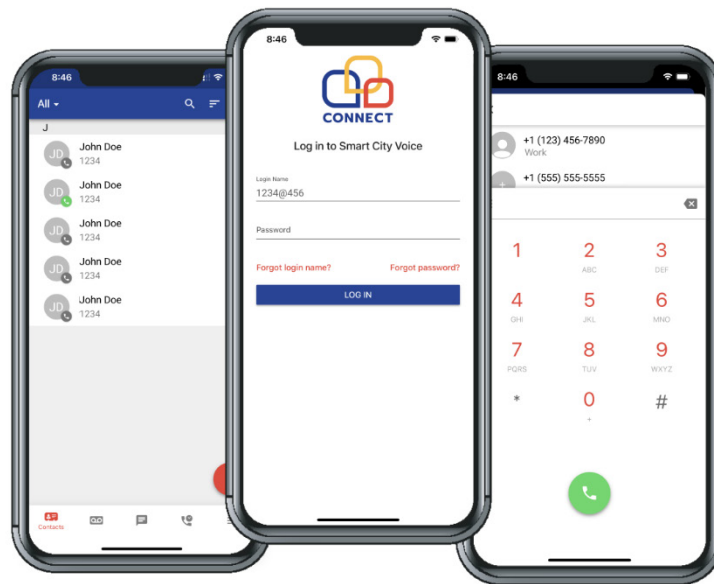 8:46
All
J
JD
John Doe
1234
JD
John Doe
1234
JD
John Doe
1234
JD
John Doe
1234
JD
John Doe
1234
Contacts
8:46
CONNECT
Log in to Smart City Voice
Login Name
1234@456
Password
Forgot login name? Forgot password?
LOG IN
8:46
+1 (123) 456-7890
Work
+1 (555) 555-5555
1 2 3
ABC DEF
4 5 6
GHI JKL MNO
7 8 9
PQRS TUV WXYZ
* 0 #
+